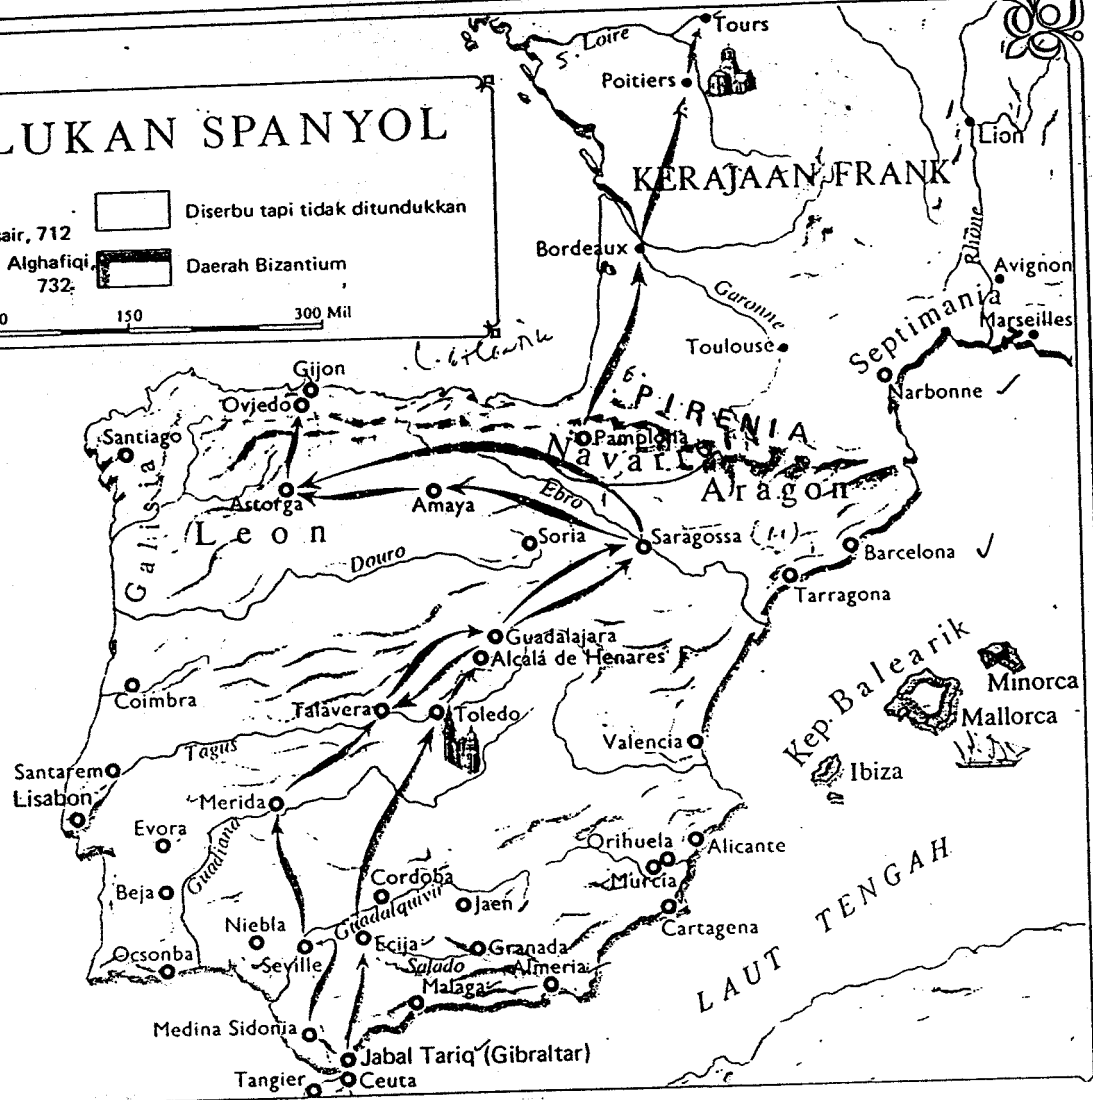 LUKAN SPANYOL
Diserbu tapi tidak ditundukkan
sair, 712
Alghafiqi,
732
Daerah Bizantium
0 150 300 Mil
Tours
S. Loire
Poitiers
Lion
KERAJAAN FRANK
Bordeaux
Rhône
Avignon
Garonne
Septimania
Marseilles
Toulouse
Narbonne
Gijon
Ovjedo
PIRENIA
Santiago
Pamplona
Navarre
Aragon
Astorga
Amaya
Ebro
Leon
Galissia
Soria
Saragossa
Barcelona
Douro
Tarragona
Guadalajara
Alcalá de Henares
Kep. Balearik
Minorca
Coimbra
Talavera
Toledo
Mallorca
Tagus
Valencia
Santarem
Ibiza
Lisabon
Merida
Evora
Orihuela
Alicante
Guadiana
Murcia
Cordoba
Beja
Guadalquivir
Jaen
Cartagena
LAUT TENGAH
Niebla
Ecija
Granada
Ocsonba
Seville
Salado
Almeria
Malaga
Medina Sidonia
Jabal Tariq (Gibraltar)
Tangier
Ceuta